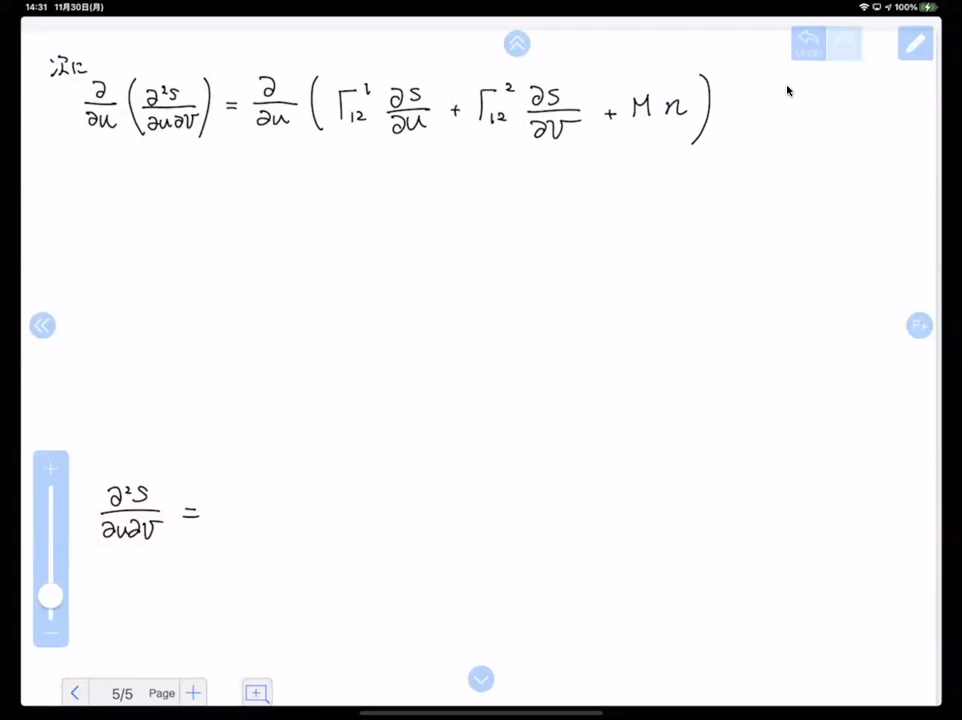 14:31 11月30日(月) 100%
次に
∂/∂u (∂²S/∂u∂v) = ∂/∂u (Γ₁₂¹ ∂S/∂u + Γ₁₂² ∂S/∂v + M n)
∂²S/∂u∂v =
5/5 Page